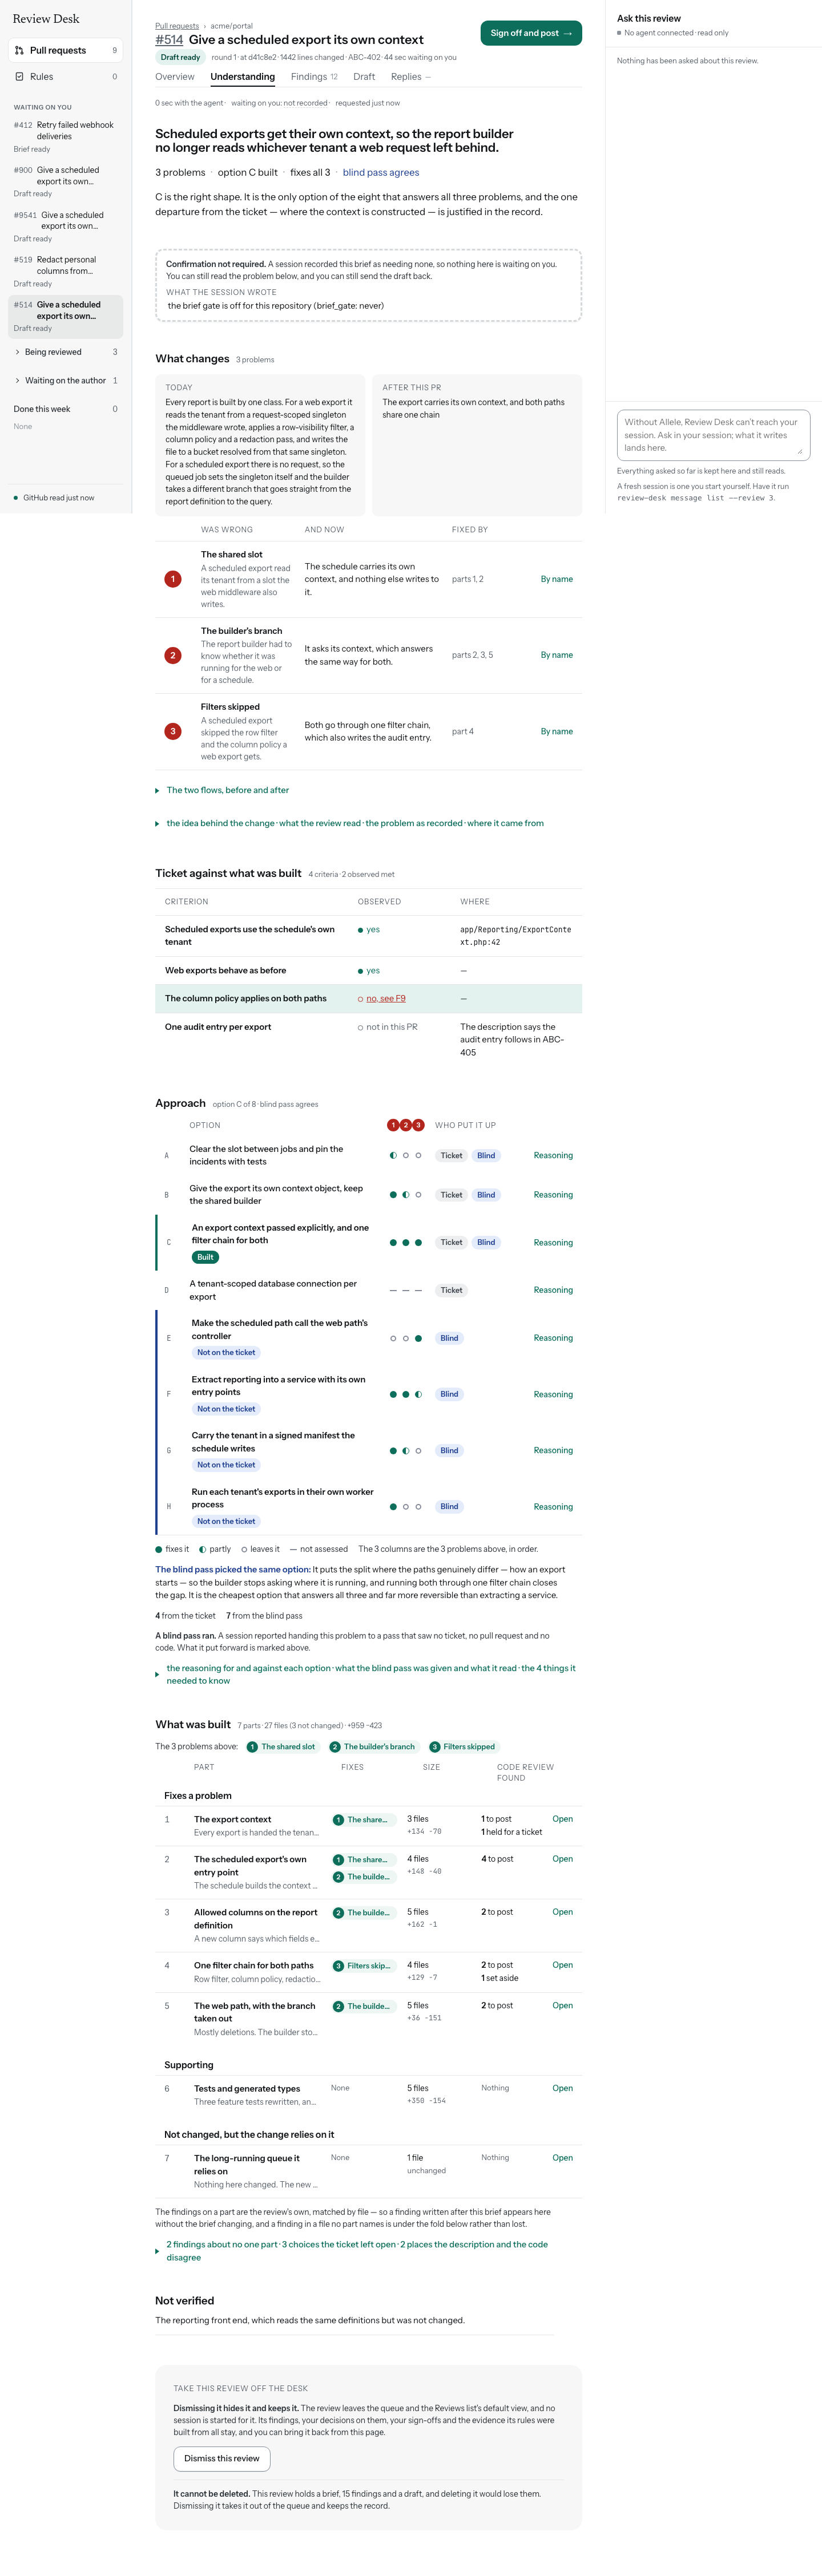 Review Desk
Pull requests 9
Rules 0
WAITING ON YOU
#412 Retry failed webhook
deliveries
Brief ready
#900 Give a scheduled
export its own...
Draft ready
#9541 Give a scheduled
export its own...
Draft ready
#519 Redact personal
columns from...
Draft ready
#514 Give a scheduled
export its own...
Draft ready
Being reviewed 3
Waiting on the author 1
Done this week 0
None
GitHub read just now
Pull requests › acme/portal
#514 Give a scheduled export its own context
Sign off and post →
Draft ready round 1 · at d41c8e2 · 1442 lines changed · ABC-402 · 44 sec waiting on you
Overview Understanding Findings 12 Draft Replies —
0 sec with the agent · waiting on you: not recorded · requested just now
Scheduled exports get their own context, so the report builder
no longer reads whichever tenant a web request left behind.
3 problems · option C built · fixes all 3 · blind pass agrees
C is the right shape. It is the only option of the eight that answers all three problems, and the one
departure from the ticket — where the context is constructed — is justified in the record.
Confirmation not required. A session recorded this brief as needing none, so nothing here is waiting on you.
You can still read the problem below, and you can still send the draft back.
WHAT THE SESSION WROTE
the brief gate is off for this repository (brief_gate: never)
What changes 3 problems
TODAY
Every report is built by one class. For a web export it
reads the tenant from a request-scoped singleton
the middleware wrote, applies a row-visibility filter, a
column policy and a redaction pass, and writes the
file to a bucket resolved from that same singleton.
For a scheduled export there is no request, so the
queued job sets the singleton itself and the builder
takes a different branch that goes straight from the
report definition to the query.
AFTER THIS PR
The export carries its own context, and both paths
share one chain
WAS WRONG AND NOW FIXED BY
1 The shared slot
A scheduled export read
its tenant from a slot the
web middleware also
writes.
The schedule carries its own
context, and nothing else writes to
it.
parts 1, 2 By name
2 The builder's branch
The report builder had to
know whether it was
running for the web or
for a schedule.
It asks its context, which answers
the same way for both.
parts 2, 3, 5 By name
3 Filters skipped
A scheduled export
skipped the row filter
and the column policy a
web export gets.
Both go through one filter chain,
which also writes the audit entry.
part 4 By name
The two flows, before and after
the idea behind the change · what the review read · the problem as recorded · where it came from
Ticket against what was built 4 criteria · 2 observed met
CRITERION OBSERVED WHERE
Scheduled exports use the schedule's own
tenant
yes
app/Reporting/ExportConte
xt.php:42
Web exports behave as before yes —
The column policy applies on both paths no, see F9 —
One audit entry per export not in this PR The description says the
audit entry follows in ABC-
405
Approach option C of 8 · blind pass agrees
OPTION 1 2 3 WHO PUT IT UP
A Clear the slot between jobs and pin the
incidents with tests
Ticket Blind Reasoning
B Give the export its own context object, keep
the shared builder
Ticket Blind Reasoning
C An export context passed explicitly, and one
filter chain for both
Built
Ticket Blind Reasoning
D A tenant-scoped database connection per
export
— — — Ticket Reasoning
E Make the scheduled path call the web path's
controller
Not on the ticket
Blind Reasoning
F Extract reporting into a service with its own
entry points
Not on the ticket
Blind Reasoning
G Carry the tenant in a signed manifest the
schedule writes
Not on the ticket
Blind Reasoning
H Run each tenant's exports in their own worker
process
Not on the ticket
Blind Reasoning
fixes it partly leaves it — not assessed The 3 columns are the 3 problems above, in order.
The blind pass picked the same option: It puts the split where the paths genuinely differ — how an export
starts — so the builder stops asking where it is running, and running both through one filter chain closes
the gap. It is the cheapest option that answers all three and far more reversible than extracting a service.
4 from the ticket 7 from the blind pass
A blind pass ran. A session reported handing this problem to a pass that saw no ticket, no pull request and no
code. What it put forward is marked above.
the reasoning for and against each option · what the blind pass was given and what it read · the 4 things it
needed to know
What was built 7 parts · 27 files (3 not changed) · +959 -423
The 3 problems above: 1 The shared slot 2 The builder's branch 3 Filters skipped
PART FIXES SIZE CODE REVIEW
FOUND
Fixes a problem
1 The export context
Every export is handed the tenan...
1 The share...
3 files
+134 -70
1 to post
1 held for a ticket
Open
2 The scheduled export's own
entry point
The schedule builds the context ...
1 The share...
2 The builde...
4 files
+148 -40
4 to post
Open
3 Allowed columns on the report
definition
A new column says which fields e...
2 The builde...
5 files
+162 -1
2 to post
Open
4 One filter chain for both paths
Row filter, column policy, redactio...
3 Filters skip...
4 files
+129 -7
2 to post
1 set aside
Open
5 The web path, with the branch
taken out
Mostly deletions. The builder sto...
2 The builde...
5 files
+36 -151
2 to post
Open
Supporting
6 Tests and generated types
Three feature tests rewritten, an...
None
5 files
+350 -154
Nothing
Open
Not changed, but the change relies on it
7 The long-running queue it
relies on
Nothing here changed. The new ...
None
1 file
unchanged
Nothing
Open
The findings on a part are the review's own, matched by file — so a finding written after this brief appears here
without the brief changing, and a finding in a file no part names is under the fold below rather than lost.
2 findings about no one part · 3 choices the ticket left open · 2 places the description and the code
disagree
Not verified
The reporting front end, which reads the same definitions but was not changed.
TAKE THIS REVIEW OFF THE DESK
Dismissing it hides it and keeps it. The review leaves the queue and the Reviews list's default view, and no
session is started for it. Its findings, your decisions on them, your sign-offs and the evidence its rules were
built from all stay, and you can bring it back from this page.
Dismiss this review
It cannot be deleted. This review holds a brief, 15 findings and a draft, and deleting it would lose them.
Dismissing it takes it out of the queue and keeps the record.
Ask this review
No agent connected · read only
Nothing has been asked about this review.
Without Allele, Review Desk can't reach your
session. Ask in your session; what it writes
lands here.
Everything asked so far is kept here and still reads.
A fresh session is one you start yourself. Have it run
review-desk message list --review 3.